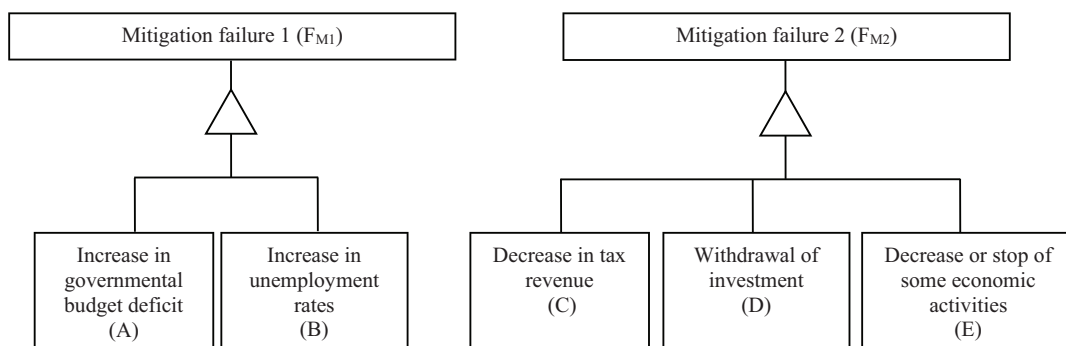 Mitigation failure 1 (FM1)
Mitigation failure 2 (FM2)
Increase in
governmental
budget deficit
(A)
Increase in
unemployment
rates
(B)
Decrease in tax
revenue
(C)
Withdrawal of
investment
(D)
Decrease or stop of
some economic
activities
(E)